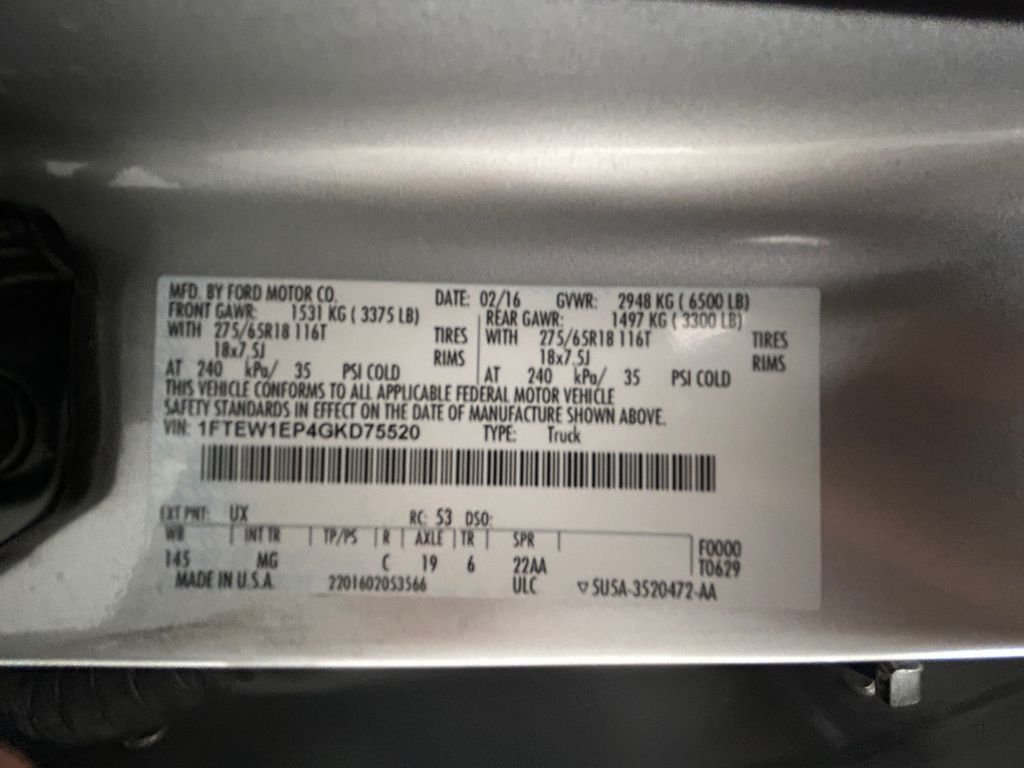 MFD. BY FORD MOTOR CO. DATE: 02/16 GVWR: 2948 KG ( 6500 LB)
FRONT GAWR: 1531 KG ( 3375 LB) REAR GAWR: 1497 KG ( 3300 LB)
WITH 275/65R18 116T TIRES WITH 275/65R18 116T TIRES
18x7.5J RIMS 18x7.5J RIMS
AT 240 kPa/ 35 PSI COLD AT 240 kPa/ 35 PSI COLD
THIS VEHICLE CONFORMS TO ALL APPLICABLE FEDERAL MOTOR VEHICLE
SAFETY STANDARDS IN EFFECT ON THE DATE OF MANUFACTURE SHOWN ABOVE.
VIN: 1FTEW1EP4GKD75520 TYPE: Truck
EXT PNT: UX RC: 53 DSO:
WB INT TR TP/PS R AXLE TR SPR F0000
145 MG C 19 6 22AA T0629
MADE IN U.S.A. 2201602053566 ULC ▽SU5A-3520472-AA